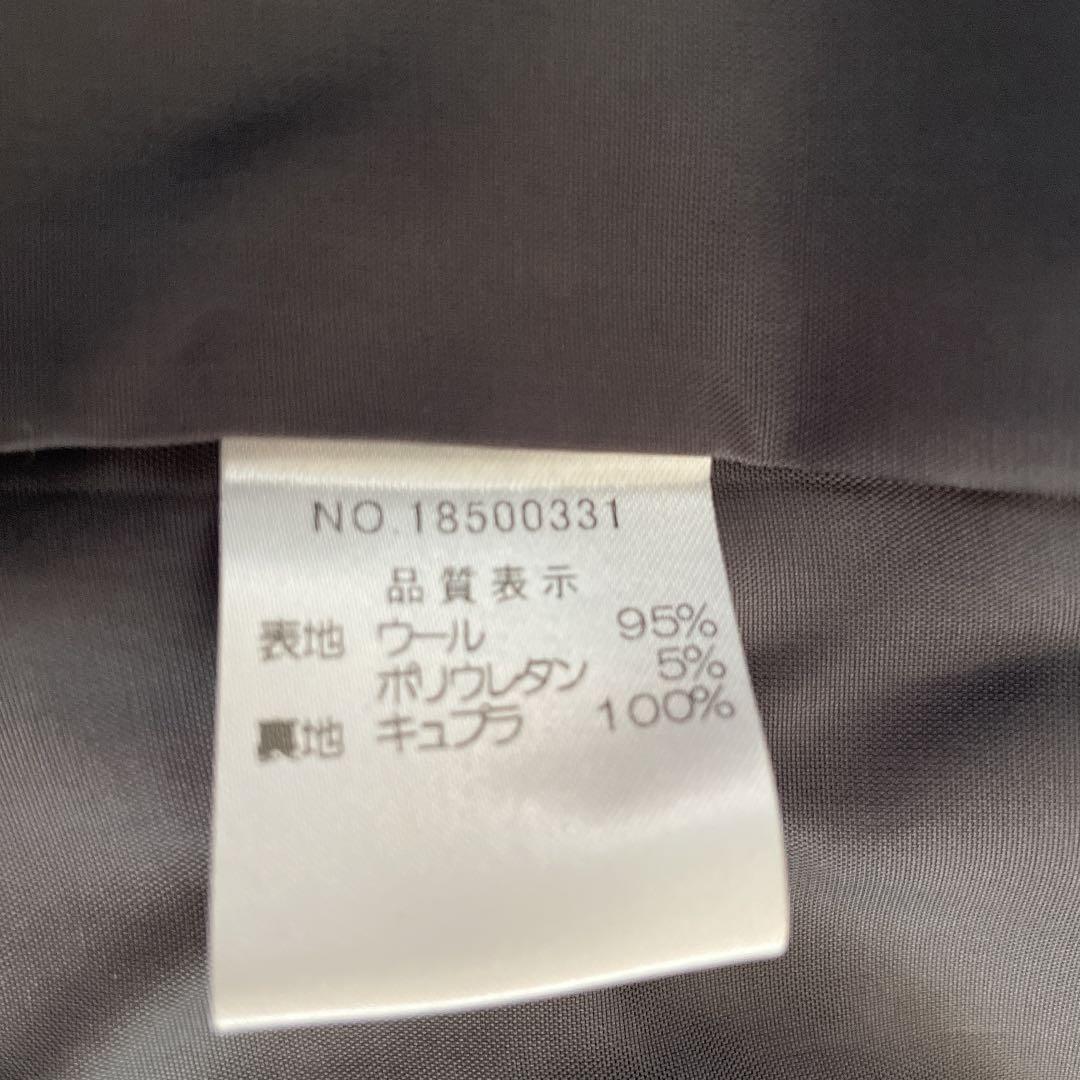 NO.18500331
品質表示
表地 ウール 95%
ポリウレタン 5%
裏地 キュプラ 100%